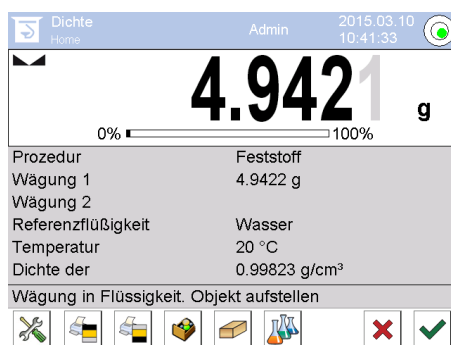 Dichte
Home
Admin
2015.03.10
10:41:33
4.9421 g
0% 100%
Prozedur Feststoff
Wägung 1 4.9422 g
Wägung 2
Referenzflüßigkeit Wasser
Temperatur 20 °C
Dichte der 0.99823 g/cm³
Wägung in Flüssigkeit. Objekt aufstellen